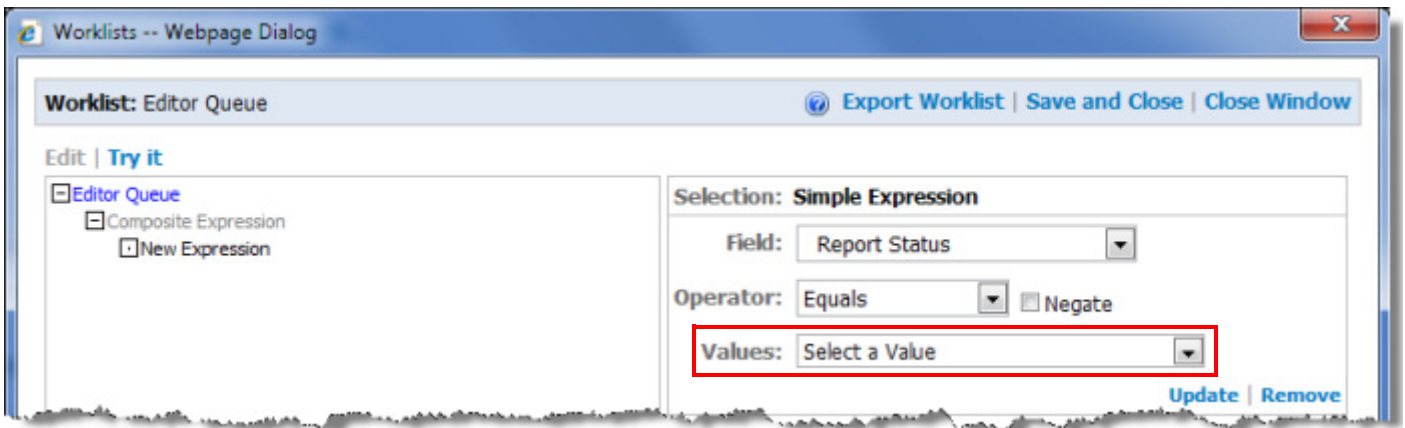 Worklists -- Webpage Dialog
Worklist: Editor Queue
Export Worklist | Save and Close | Close Window
Edit | Try it
Editor Queue
Composite Expression
New Expression
Selection: Simple Expression
Field: Report Status
Operator: Equals Negate
Values: Select a Value
Update | Remove